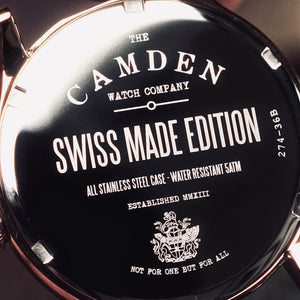 THE
CAMDEN
WATCH COMPANY
SWISS MADE EDITION
ALL STAINLESS STEEL CASE - WATER RESISTANT 5ATM
ESTABLISHED MMXIII
NOT FOR ONE BUT FOR ALL
274-36B